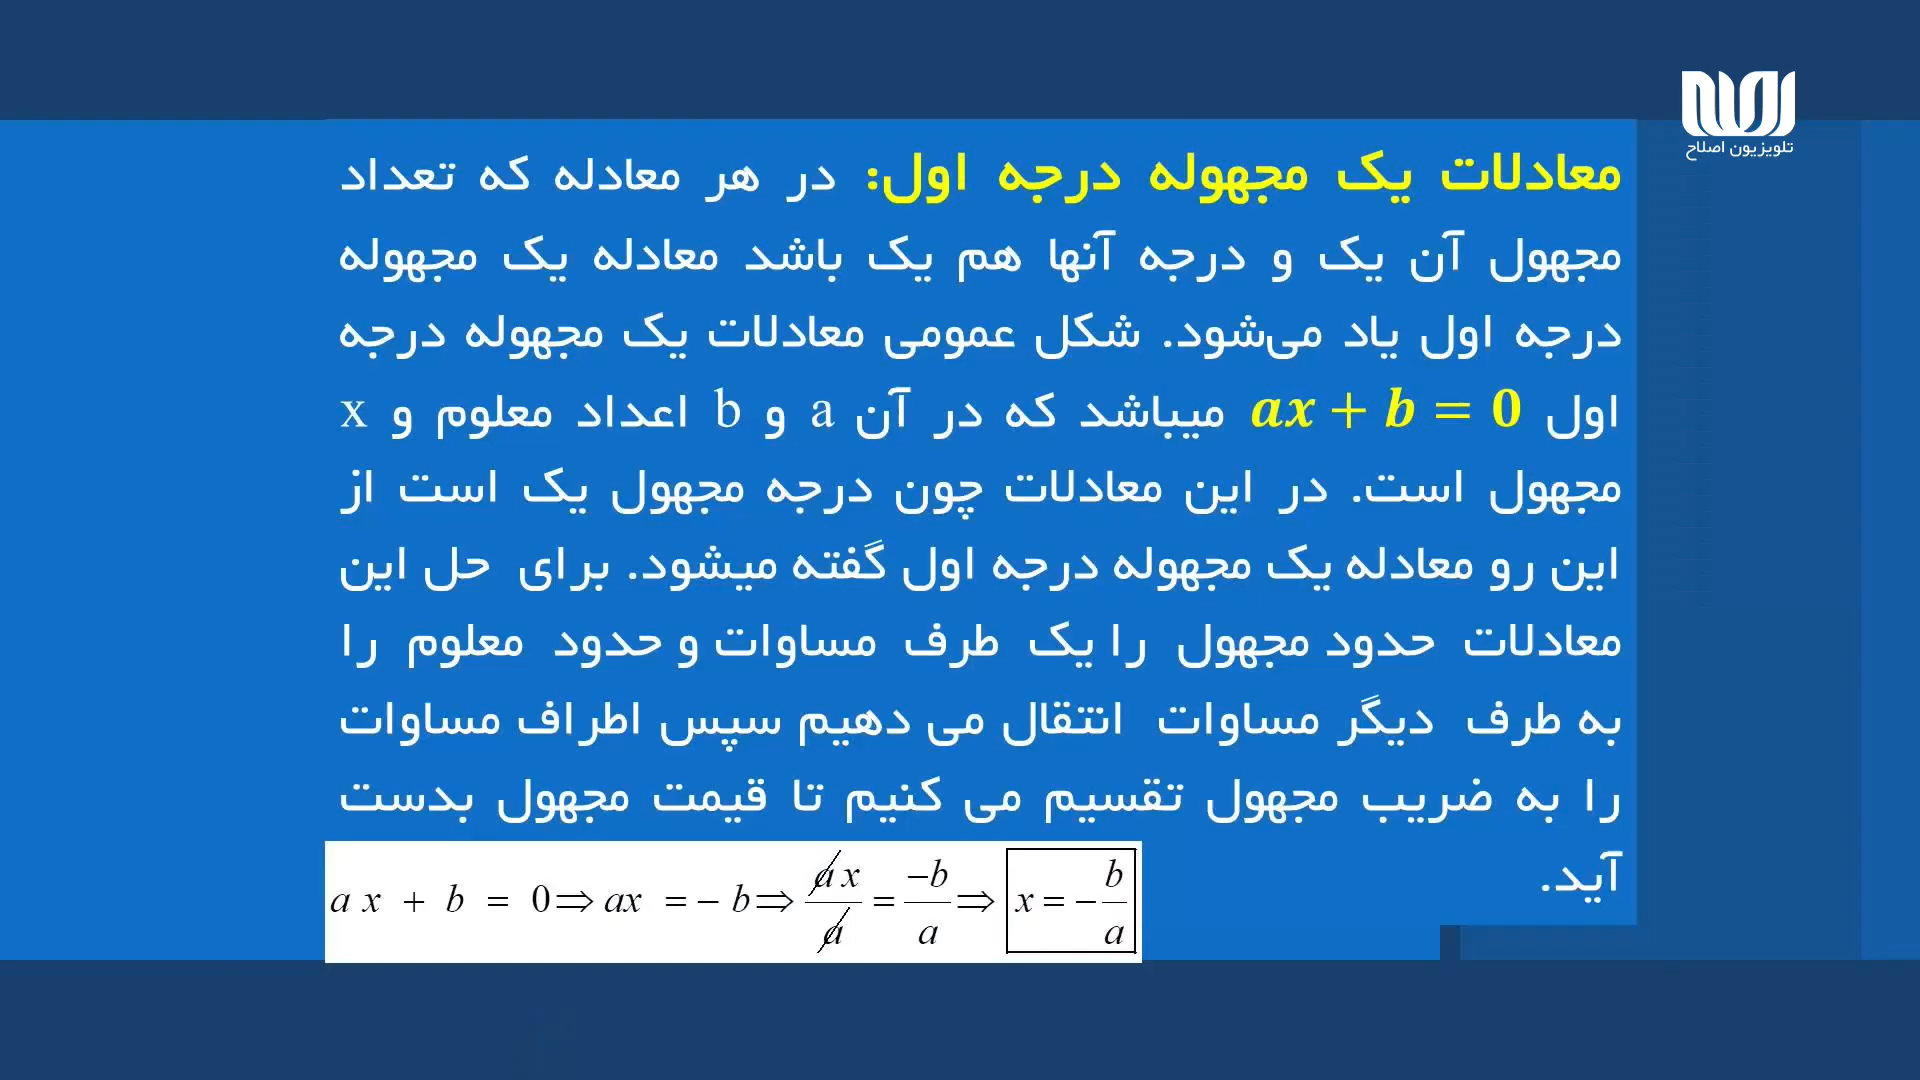 تلویزیون اصلاح
معادلات یک مجهوله درجه اول: در هر معادله که تعداد
مجهول آن یک و درجه آنها هم یک باشد معادله یک مجهوله
درجه اول یاد می‌شود. شکل عمومی معادلات یک مجهوله درجه
اول ax + b = 0 میباشد که در آن a و b اعداد معلوم و x
مجهول است. در این معادلات چون درجه مجهول یک است از
این رو معادله یک مجهوله درجه اول گفته میشود. برای حل این
معادلات حدود مجهول را یک طرف مساوات و حدود معلوم را
به طرف دیگر مساوات انتقال می دهیم سپس اطراف مساوات
را به ضریب مجهول تقسیم می کنیم تا قیمت مجهول بدست
آید.
a x + b = 0 ⇒ ax = − b ⇒ a x / a = −b / a ⇒ x = − b / a